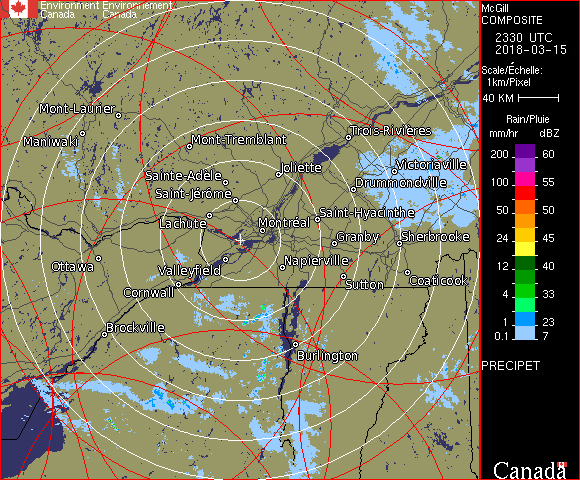 Environment Environnement
Canada Canada
McGill
COMPOSITE
2330 UTC
2018-03-15
Scale/Échelle:
1km/Pixel
40 KM
Rain/Pluie
mm/hr dBZ
200 60
100 55
50 50
24 45
12 40
4 33
1 23
0.1 7
PRECIPET
Canada
Mont-Laurier
Maniwaki
Mont-Tremblant
Trois-Rivières
Victoriaville
Sainte-Adèle
Joliette
Drummondville
Saint-Jérôme
Lachute
Montréal
Saint-Hyacinthe
Granby
Sherbrooke
Ottawa
Valleyfield
Napierville
Cornwall
Sutton
Coaticook
Brockville
Burlington